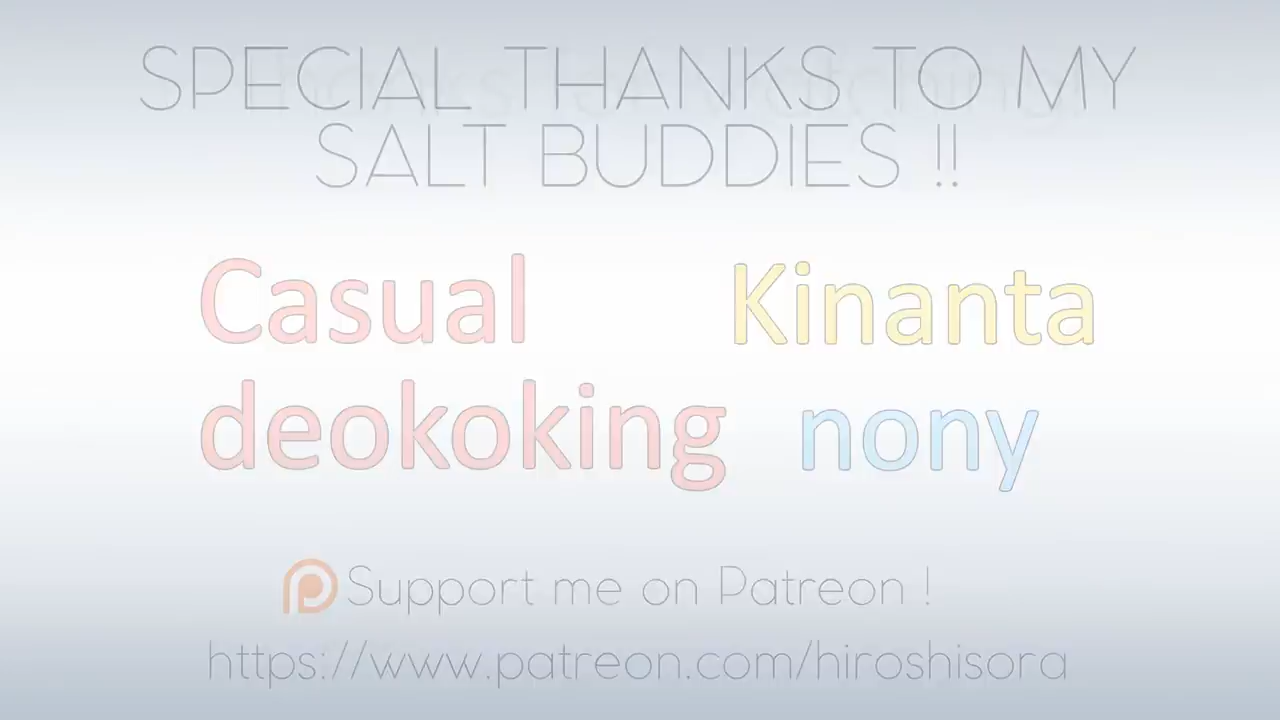 SPECIAL THANKS TO MY
SALT BUDDIES !!
Casual Kinanta
deokoking nony
Support me on Patreon !
https://www.patreon.com/hiroshisora